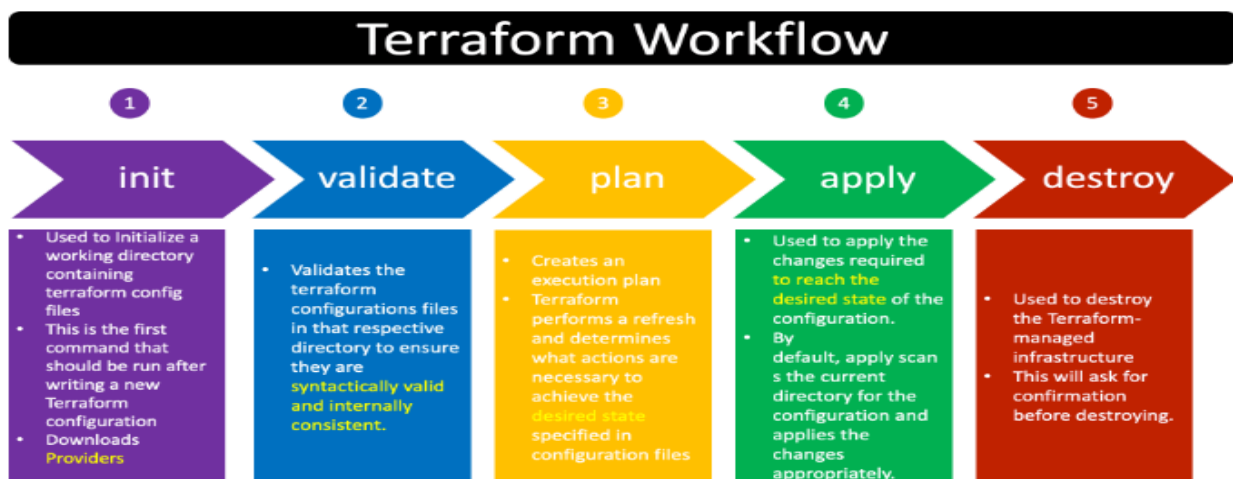 Terraform Workflow
1
2
3
4
5
init
validate
plan
apply
destroy
• Used to Initialize a
working directory
containing
terraform config
files
• This is the first
command that
should be run after
writing a new
Terraform
configuration
• Downloads
Providers
• Validates the
terraform
configurations files
in that respective
directory to ensure
they are
syntactically valid
and internally
consistent.
• Creates an
execution plan
• Terraform
performs a refresh
and determines
what actions are
necessary to
achieve the
desired state
specified in
configuration files
• Used to apply the
changes required
to reach the
desired state of the
configuration.
• By
default, apply scan
s the current
directory for the
configuration and
applies the
changes
appropriately.
• Used to destroy
the Terraform-
managed
infrastructure
• This will ask for
confirmation
before destroying.